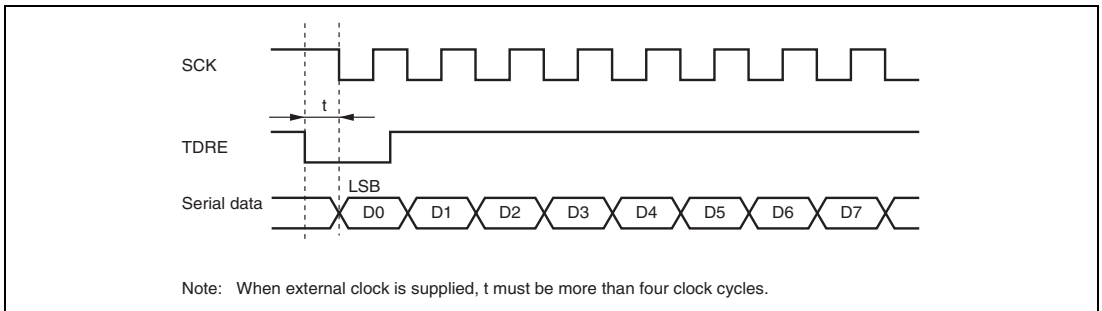 SCK
t
TDRE
LSB
Serial data
D0 D1 D2 D3 D4 D5 D6 D7
Note: When external clock is supplied, t must be more than four clock cycles.